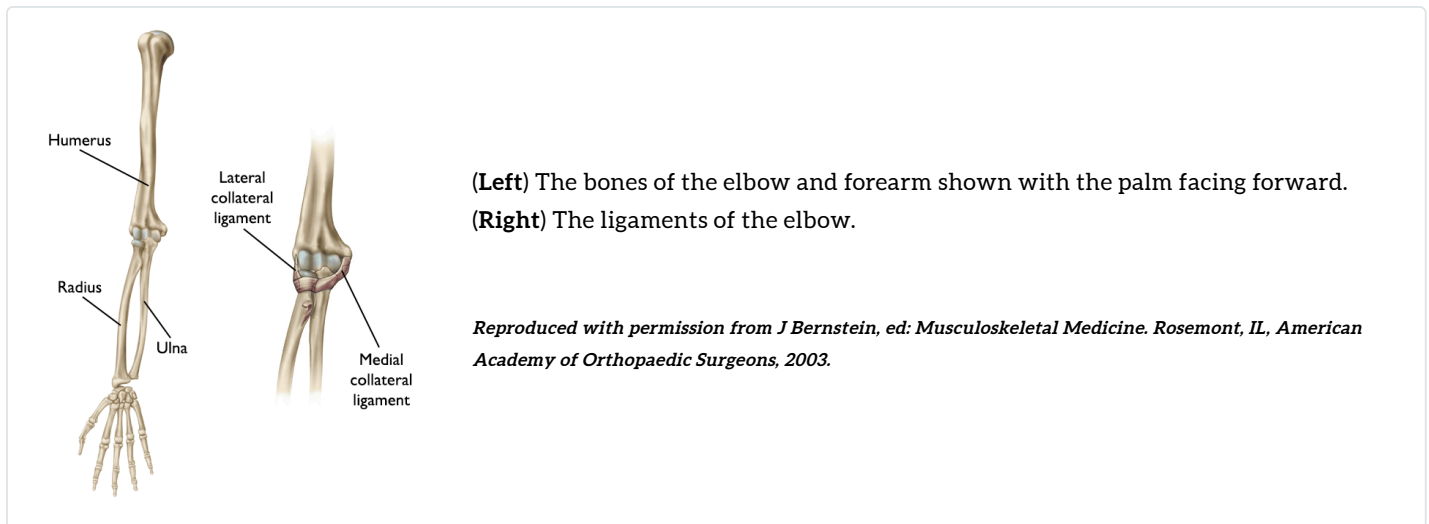 Humerus
Radius
Ulna
Lateral
collateral
ligament
Medial
collateral
ligament
(Left) The bones of the elbow and forearm shown with the palm facing forward.
(Right) The ligaments of the elbow.
Reproduced with permission from J Bernstein, ed: Musculoskeletal Medicine. Rosemont, IL, American
Academy of Orthopaedic Surgeons, 2003.